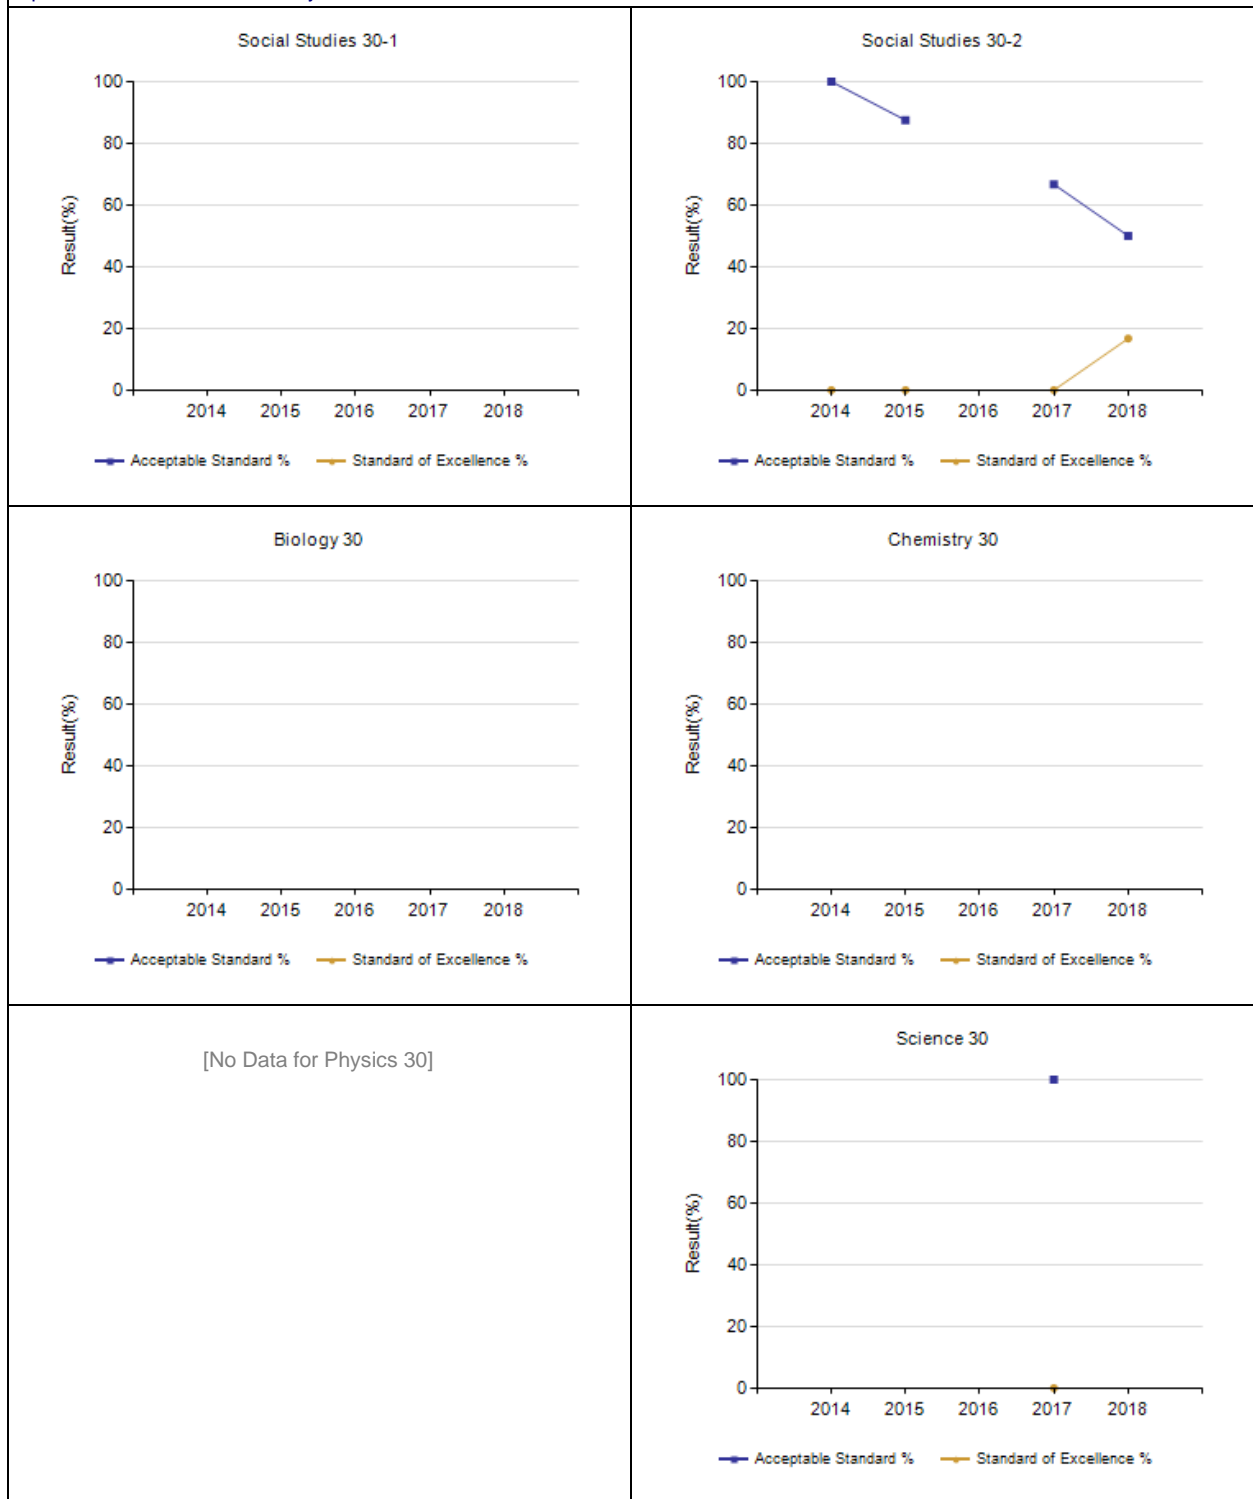 Social Studies 30-1
100
80
60
40
20
0
Result(%)
2014 2015 2016 2017 2018
Acceptable Standard % Standard of Excellence %
Social Studies 30-2
100
80
60
40
20
0
Result(%)
2014 2015 2016 2017 2018
Acceptable Standard % Standard of Excellence %
Biology 30
100
80
60
40
20
0
Result(%)
2014 2015 2016 2017 2018
Acceptable Standard % Standard of Excellence %
Chemistry 30
100
80
60
40
20
0
Result(%)
2014 2015 2016 2017 2018
Acceptable Standard % Standard of Excellence %
[No Data for Physics 30]
Science 30
100
80
60
40
20
0
Result(%)
2014 2015 2016 2017 2018
Acceptable Standard % Standard of Excellence %